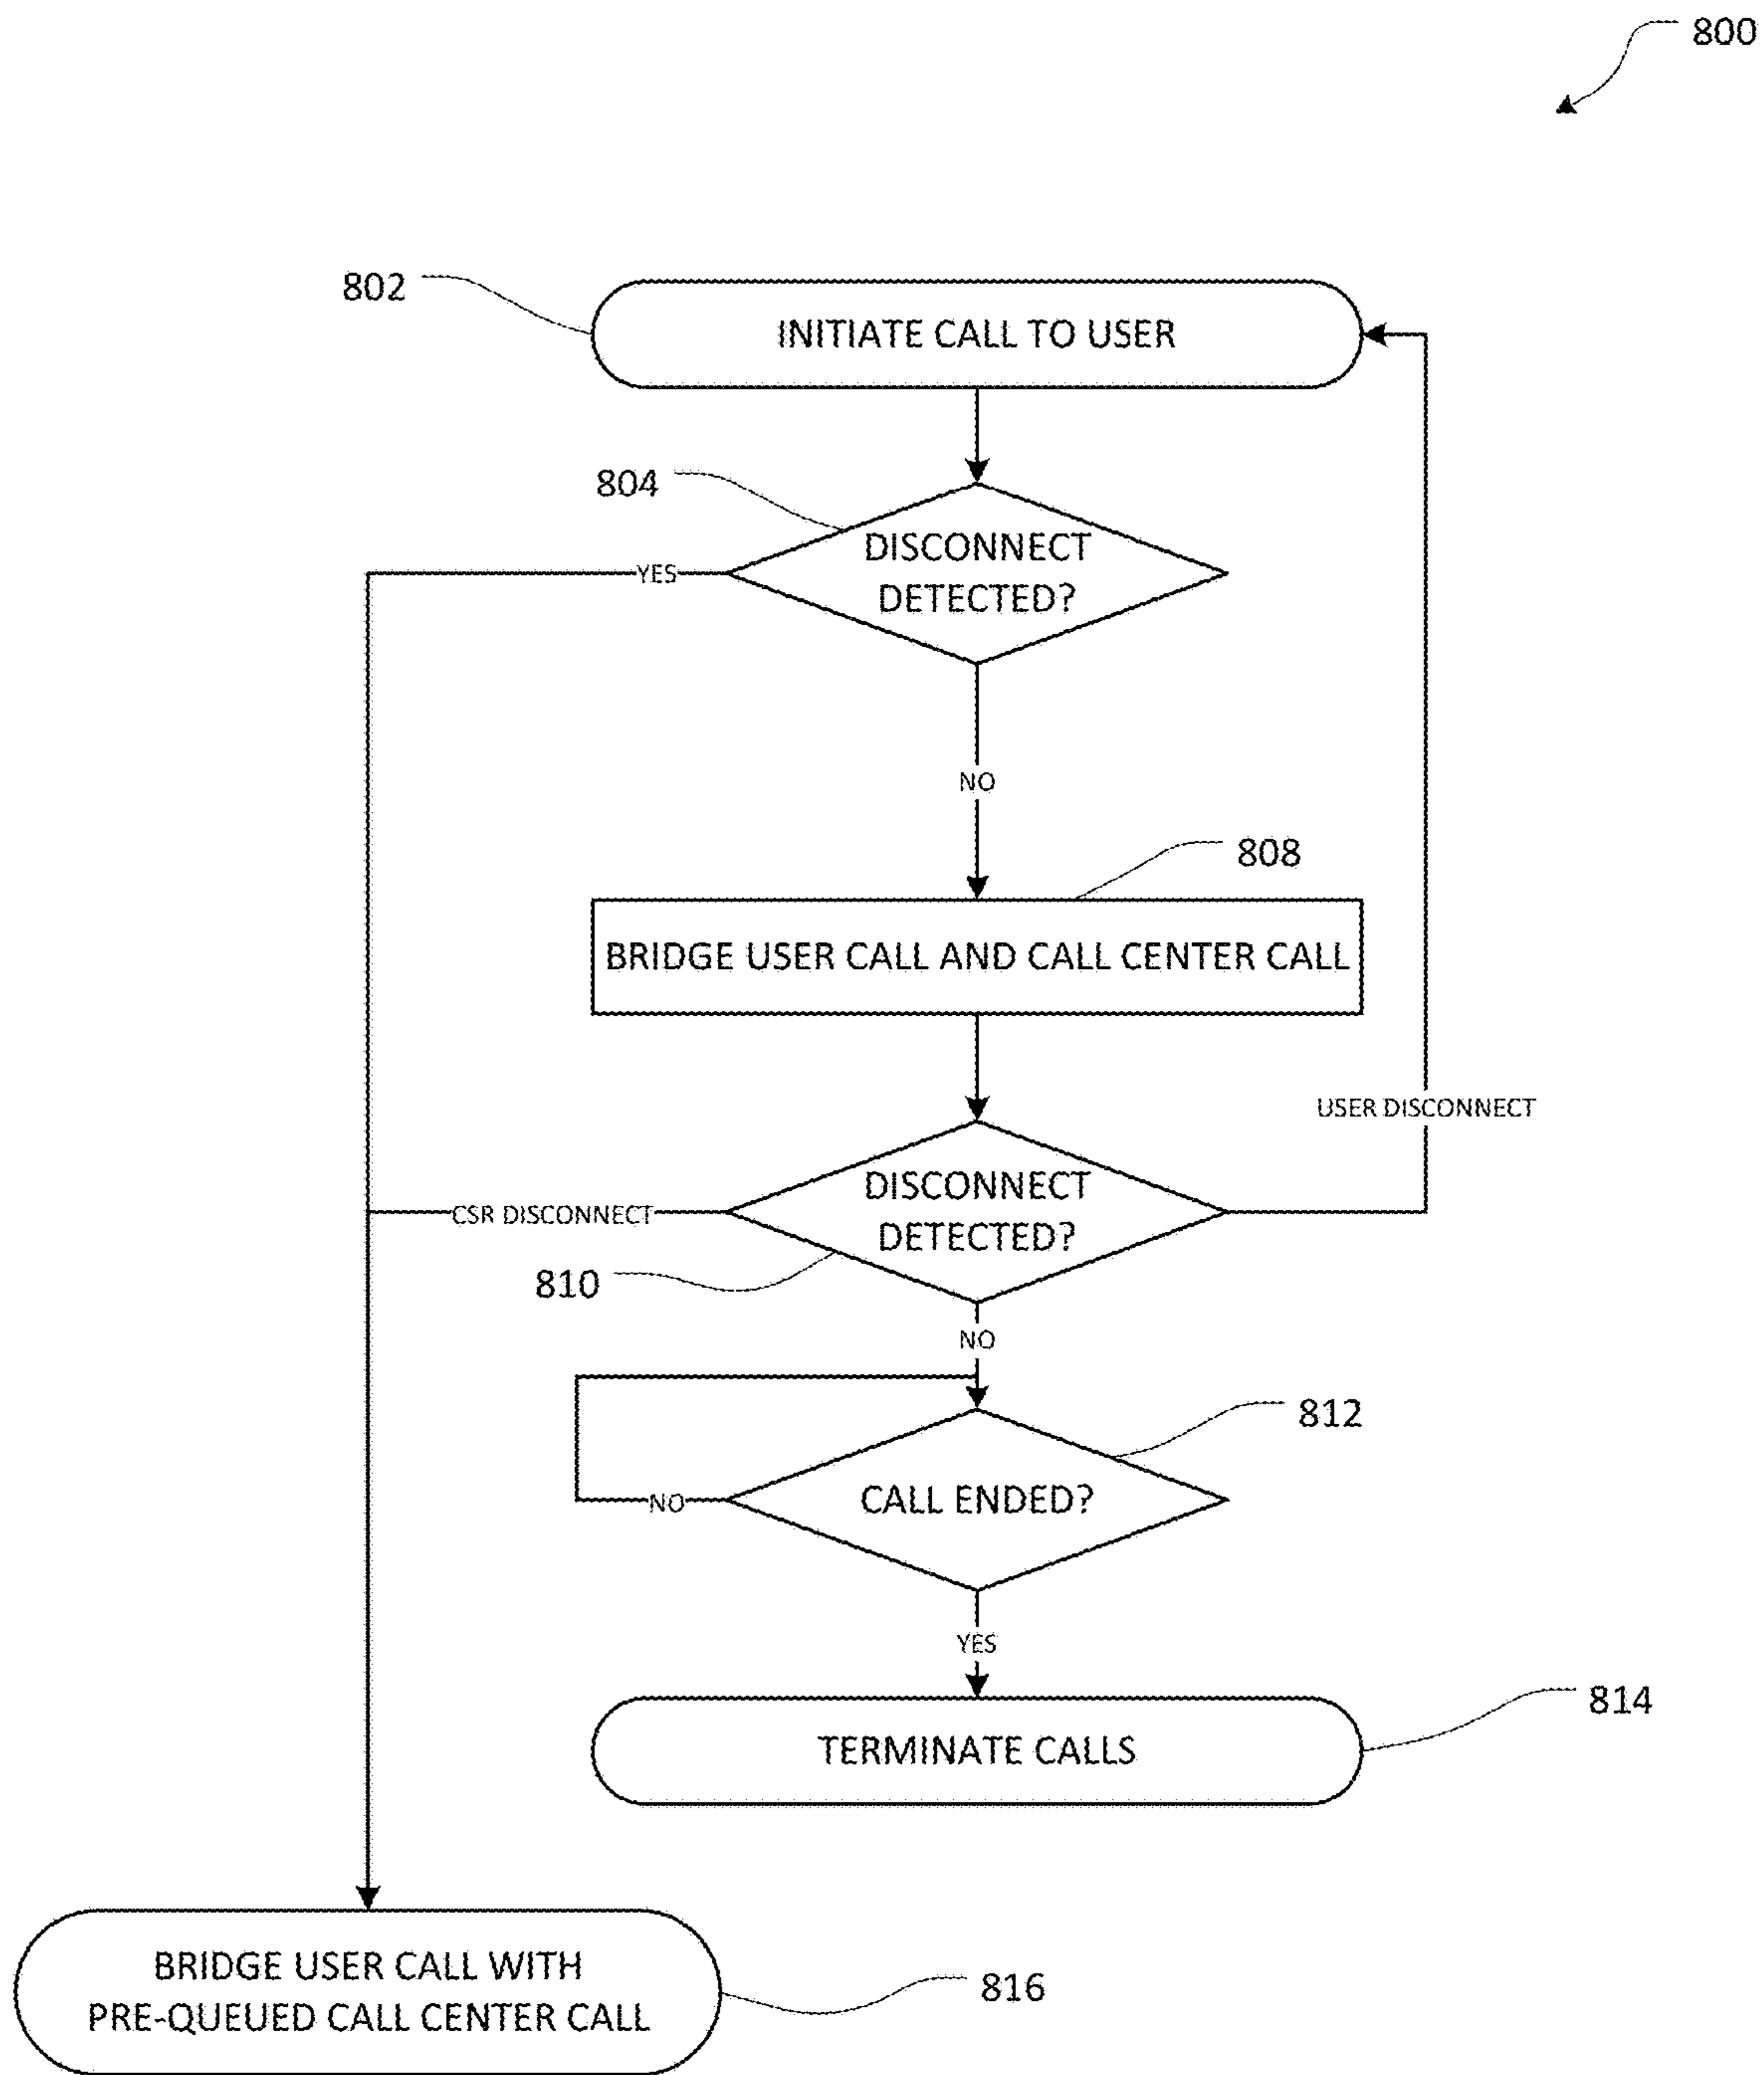 800
802
INITIATE CALL TO USER
804
DISCONNECT
DETECTED?
YES
NO
808
BRIDGE USER CALL AND CALL CENTER CALL
USER DISCONNECT
DISCONNECT
DETECTED?
CSR DISCONNECT
810
NO
812
CALL ENDED?
NO
YES
814
TERMINATE CALLS
BRIDGE USER CALL WITH
PRE-QUEUED CALL CENTER CALL
816